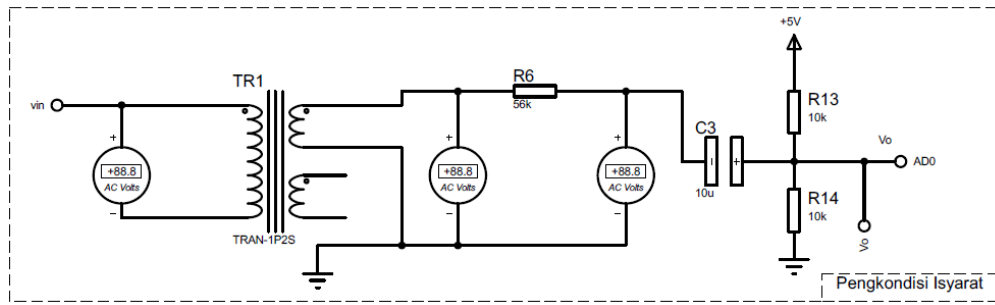 +5V
TR1
R6
56k
R13
10k
vin
C3
Vo
AD0
+
+88.8
AC Volts
−
+
+88.8
AC Volts
−
+
+88.8
AC Volts
−
− +
10u
R14
10k
TRAN-1P2S
Vo
Pengkondisi Isyarat